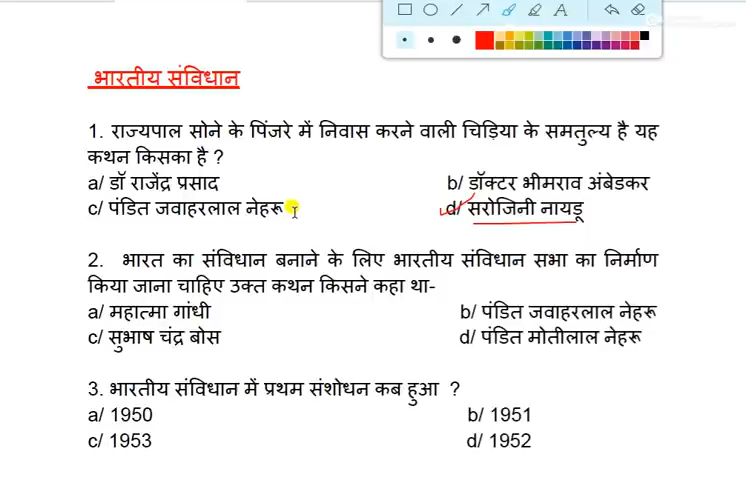 भारतीय संविधान
1. राज्यपाल सोने के पिंजरे में निवास करने वाली चिड़िया के समतुल्य है यह
कथन किसका है ?
a/ डॉ राजेंद्र प्रसाद b/ डॉक्टर भीमराव अंबेडकर
c/ पंडित जवाहरलाल नेहरू d/ सरोजिनी नायडू
2. भारत का संविधान बनाने के लिए भारतीय संविधान सभा का निर्माण
किया जाना चाहिए उक्त कथन किसने कहा था-
a/ महात्मा गांधी b/ पंडित जवाहरलाल नेहरू
c/ सुभाष चंद्र बोस d/ पंडित मोतीलाल नेहरू
3. भारतीय संविधान में प्रथम संशोधन कब हुआ ?
a/ 1950 b/ 1951
c/ 1953 d/ 1952